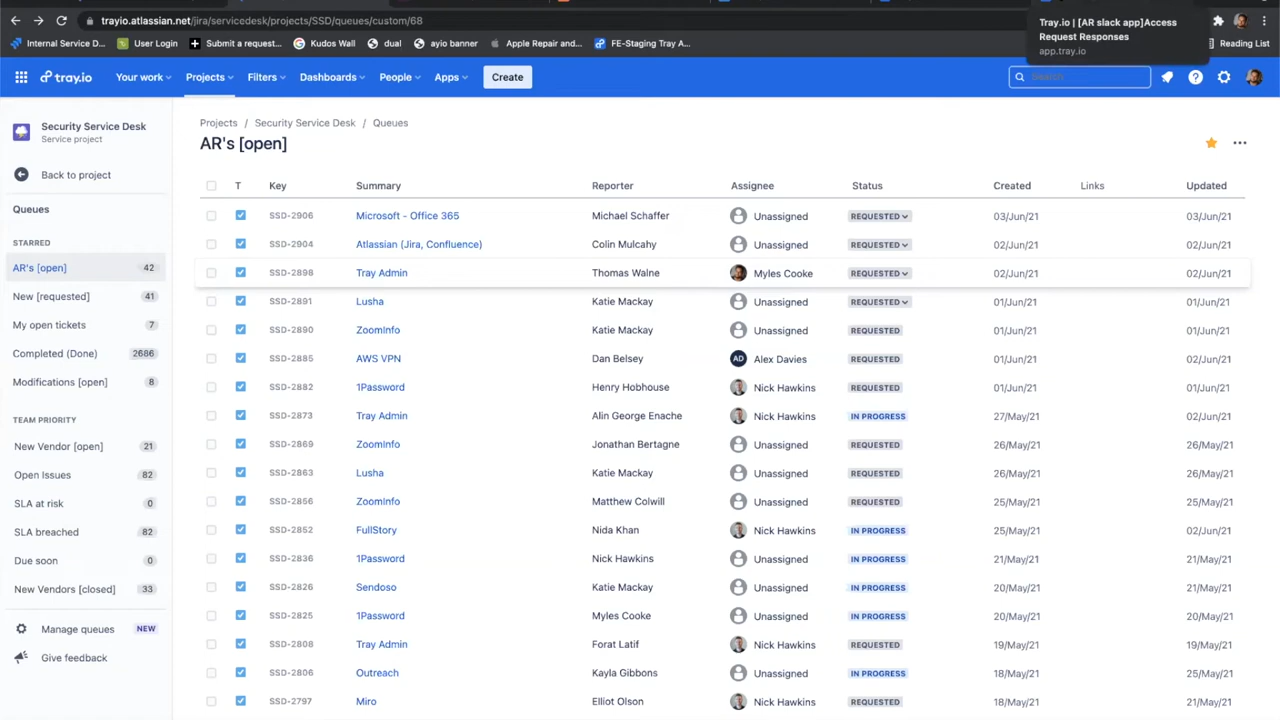 trayio.atlassian.net/jira/servicedesk/projects/SSD/queues/custom/68
Tray.io | [AR slack app]Access
Request Responses
app.tray.io
Internal Service D...
User Login
Submit a request...
Kudos Wall
dual
ayio banner
Apple Repair and...
FE-Staging Tray A...
Reading List
tray.io
Your work
Projects
Filters
Dashboards
People
Apps
Create
Search
Security Service Desk
Service project
Back to project
Queues
STARRED
AR's [open] 42
New [requested] 41
My open tickets 7
Completed (Done) 2686
Modifications [open] 8
TEAM PRIORITY
New Vendor [open] 21
Open Issues 82
SLA at risk 0
SLA breached 82
Due soon 0
New Vendors [closed] 33
Manage queues NEW
Give feedback
Projects / Security Service Desk / Queues
AR's [open]
T Key Summary Reporter Assignee Status Created Links Updated
SSD-2906 Microsoft - Office 365 Michael Schaffer Unassigned REQUESTED 03/Jun/21 03/Jun/21
SSD-2904 Atlassian (Jira, Confluence) Colin Mulcahy Unassigned REQUESTED 02/Jun/21 02/Jun/21
SSD-2898 Tray Admin Thomas Walne Myles Cooke REQUESTED 02/Jun/21 02/Jun/21
SSD-2891 Lusha Katie Mackay Unassigned REQUESTED 01/Jun/21 01/Jun/21
SSD-2890 ZoomInfo Katie Mackay Unassigned REQUESTED 01/Jun/21 01/Jun/21
SSD-2885 AWS VPN Dan Belsey AD Alex Davies REQUESTED 01/Jun/21 02/Jun/21
SSD-2882 1Password Henry Hobhouse Nick Hawkins REQUESTED 01/Jun/21 01/Jun/21
SSD-2873 Tray Admin Alin George Enache Nick Hawkins IN PROGRESS 27/May/21 02/Jun/21
SSD-2869 ZoomInfo Jonathan Bertagne Unassigned REQUESTED 26/May/21 26/May/21
SSD-2863 Lusha Katie Mackay Unassigned REQUESTED 26/May/21 26/May/21
SSD-2856 ZoomInfo Matthew Colwill Unassigned REQUESTED 25/May/21 25/May/21
SSD-2852 FullStory Nida Khan Nick Hawkins IN PROGRESS 25/May/21 02/Jun/21
SSD-2836 1Password Nick Hawkins Unassigned IN PROGRESS 21/May/21 21/May/21
SSD-2826 Sendoso Katie Mackay Unassigned IN PROGRESS 20/May/21 21/May/21
SSD-2825 1Password Myles Cooke Unassigned IN PROGRESS 20/May/21 20/May/21
SSD-2808 Tray Admin Forat Latif Nick Hawkins REQUESTED 19/May/21 19/May/21
SSD-2806 Outreach Kayla Gibbons Unassigned IN PROGRESS 18/May/21 25/May/21
SSD-2797 Miro Elliot Olson Nick Hawkins REQUESTED 18/May/21 21/May/21